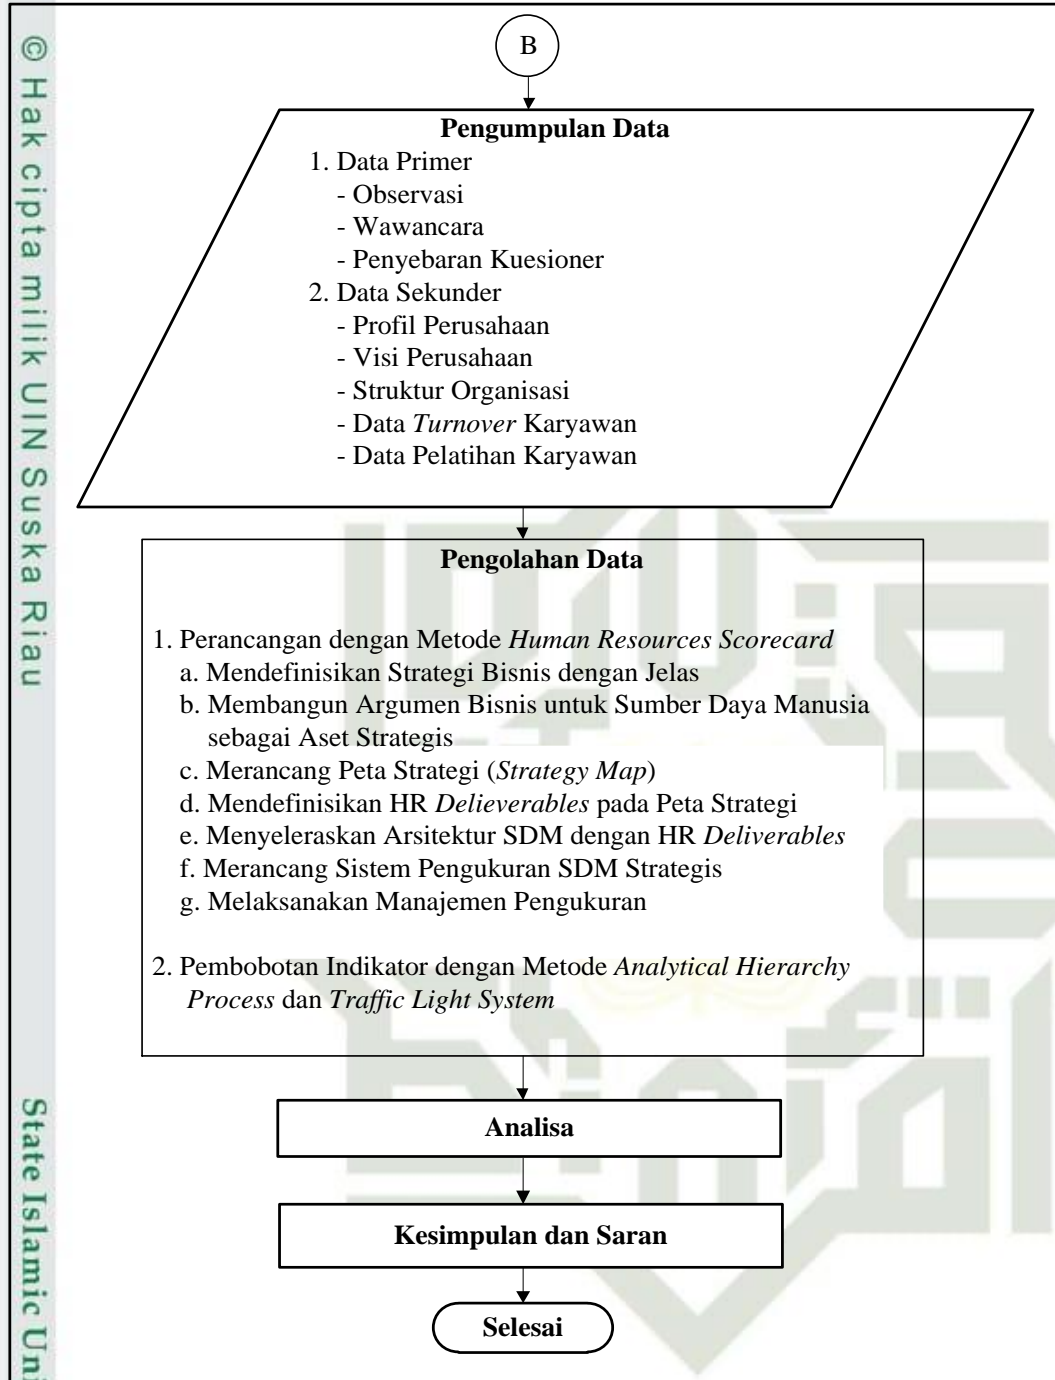 © Hak cipta milik UIN Suska Riau
State Islamic Uni
B
Pengumpulan Data
1. Data Primer
- Observasi
- Wawancara
- Penyebaran Kuesioner
2. Data Sekunder
- Profil Perusahaan
- Visi Perusahaan
- Struktur Organisasi
- Data Turnover Karyawan
- Data Pelatihan Karyawan
Pengolahan Data
1. Perancangan dengan Metode Human Resources Scorecard
a. Mendefinisikan Strategi Bisnis dengan Jelas
b. Membangun Argumen Bisnis untuk Sumber Daya Manusia
sebagai Aset Strategis
c. Merancang Peta Strategi (Strategy Map)
d. Mendefinisikan HR Delieverables pada Peta Strategi
e. Menyeleraskan Arsitektur SDM dengan HR Deliverables
f. Merancang Sistem Pengukuran SDM Strategis
g. Melaksanakan Manajemen Pengukuran
2. Pembobotan Indikator dengan Metode Analytical Hierarchy
Process dan Traffic Light System
Analisa
Kesimpulan dan Saran
Selesai